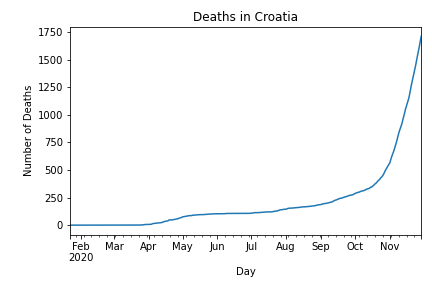 Deaths in Croatia
Number of Deaths
1750
1500
1250
1000
750
500
250
0
Feb Mar Apr May Jun Jul Aug Sep Oct Nov
2020
Day